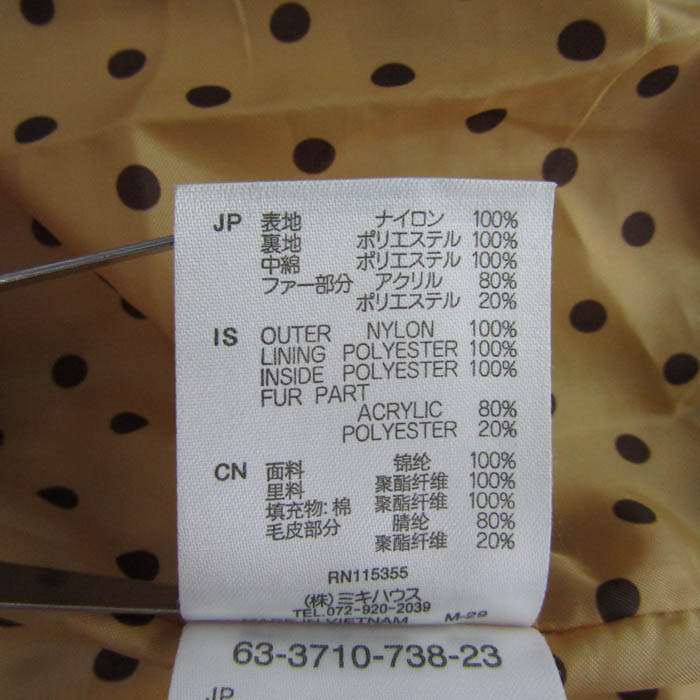 JP 表地 ナイロン 100%
裏地 ポリエステル 100%
中綿 ポリエステル 100%
ファー部分 アクリル 80%
ポリエステル 20%
IS OUTER NYLON 100%
LINING POLYESTER 100%
INSIDE POLYESTER 100%
FUR PART
ACRYLIC 80%
POLYESTER 20%
CN 面料 锦纶 100%
里料 聚酯纤维 100%
填充物: 棉 聚酯纤维 100%
毛皮部分 腈纶 80%
聚酯纤维 20%
RN115355
(株)ミキハウス
TEL.072-920-2039
MADE IN VIETNAM M-29
63-3710-738-23
JP